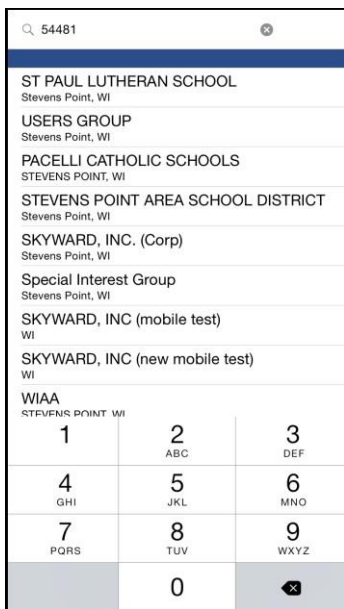 54481
ST PAUL LUTHERAN SCHOOL
Stevens Point, WI
USERS GROUP
Stevens Point, WI
PACELLI CATHOLIC SCHOOLS
STEVENS POINT, WI
STEVENS POINT AREA SCHOOL DISTRICT
Stevens Point, WI
SKYWARD, INC. (Corp)
Stevens Point, WI
Special Interest Group
Stevens Point, WI
SKYWARD, INC (mobile test)
WI
SKYWARD, INC (new mobile test)
WI
WIAA
STEVENS POINT, WI
1 2 3
ABC DEF
4 5 6
GHI JKL MNO
7 8 9
PQRS TUV WXYZ
0